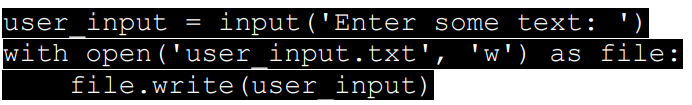 user_input = input('Enter some text: ')
with open('user_input.txt', 'w') as file:
    file.write(user_input)